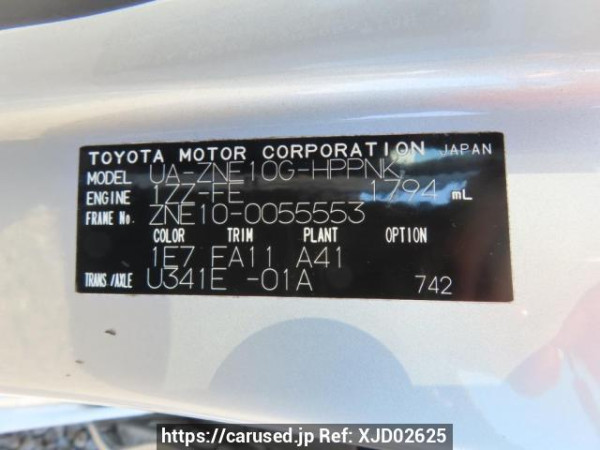 TOYOTA MOTOR CORPORATION JAPAN
MODEL UA-ZNE10G-HPPNK
ENGINE 1ZZ-FE 1794 mL
FRAME No. ZNE10-0055553
COLOR TRIM PLANT OPTION
1E7 FA11 A41
TRANS./AXLE U341E -01A 742
https://carused.jp Ref: XJD02625